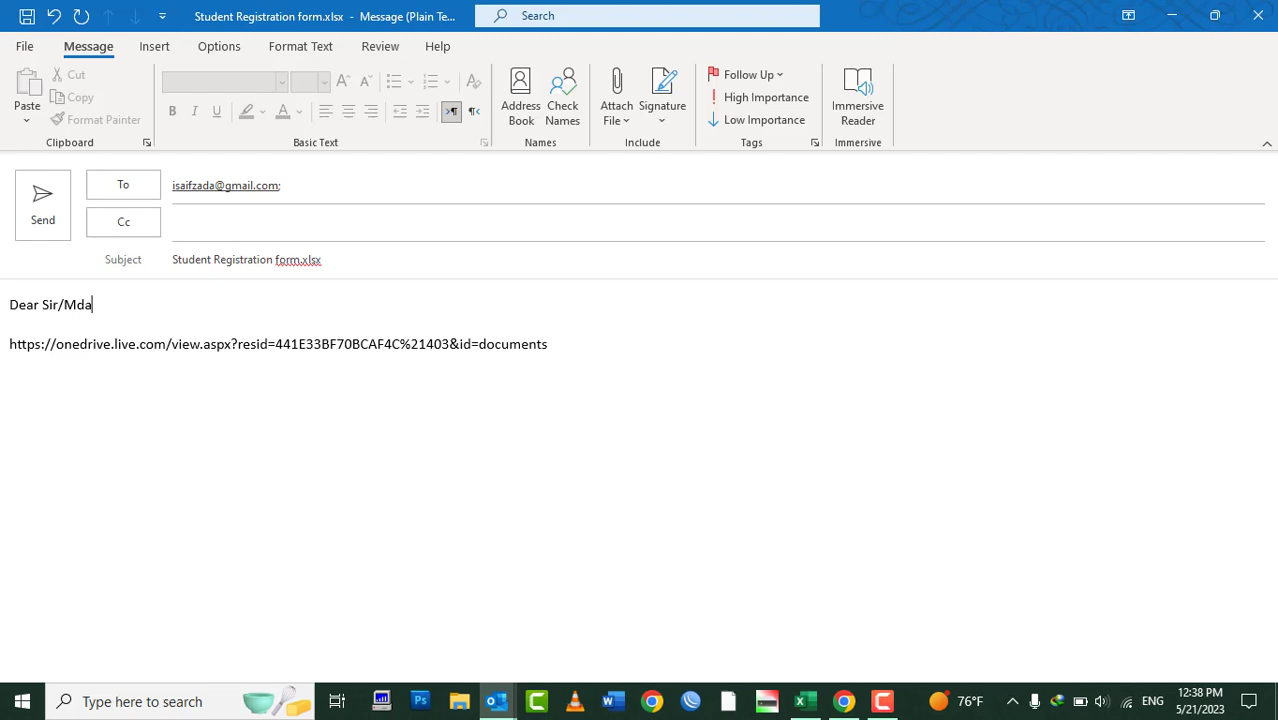 Student Registration form.xlsx - Message (Plain Te...
Search
File
Message
Insert
Options
Format Text
Review
Help
Paste
Cut
Copy
Format Painter
Clipboard
B I U A
Basic Text
Address Book
Check Names
Names
Attach File
Signature
Include
Follow Up
High Importance
Low Importance
Tags
Immersive Reader
Immersive
Send
To
isaifzada@gmail.com;
Cc
Subject
Student Registration form.xlsx
Dear Sir/Mda
https://onedrive.live.com/view.aspx?resid=441E33BF70BCAF4C%21403&id=documents
Type here to search
Ps
76°F
ENG
12:38 PM
5/21/2023